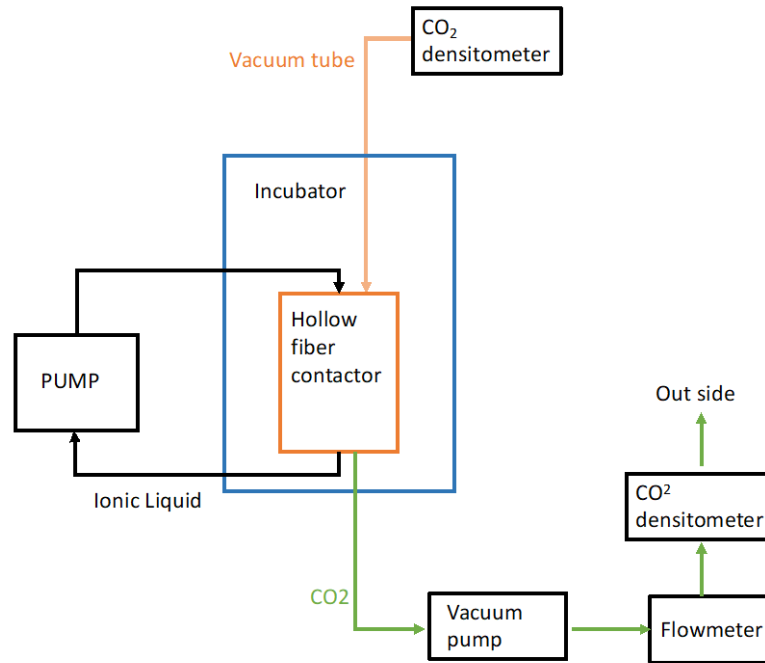 CO₂
densitometer
Vacuum tube
Incubator
Hollow
fiber
contactor
PUMP
Ionic Liquid
Out side
CO²
densitometer
CO2
Vacuum
pump
Flowmeter